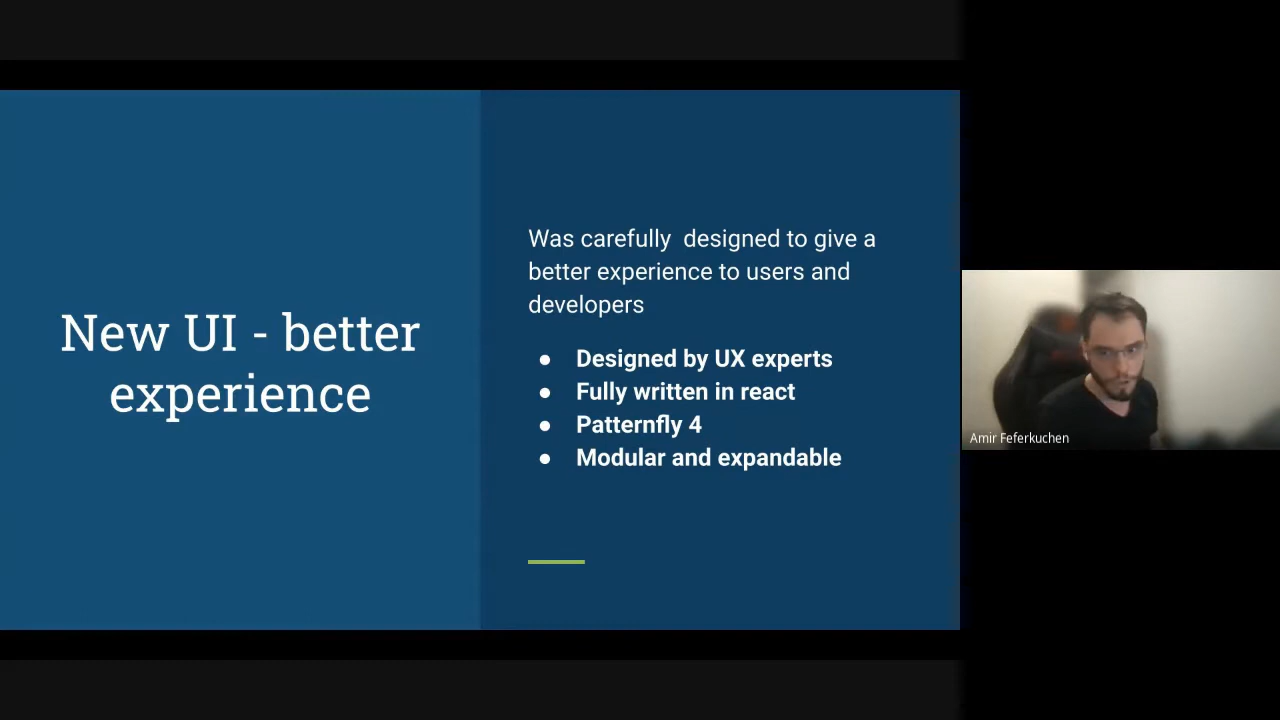 New UI - better
experience
Was carefully  designed to give a
better experience to users and
developers
● Designed by UX experts
● Fully written in react
● Patternfly 4
● Modular and expandable
Amir Feferkuchen